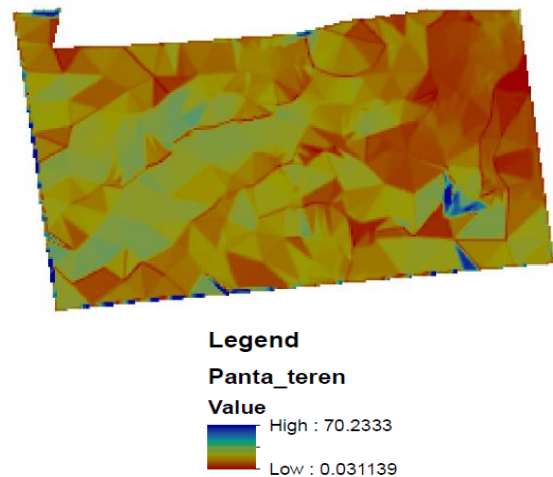 Legend
Panta_teren
Value
High : 70.2333
Low : 0.031139